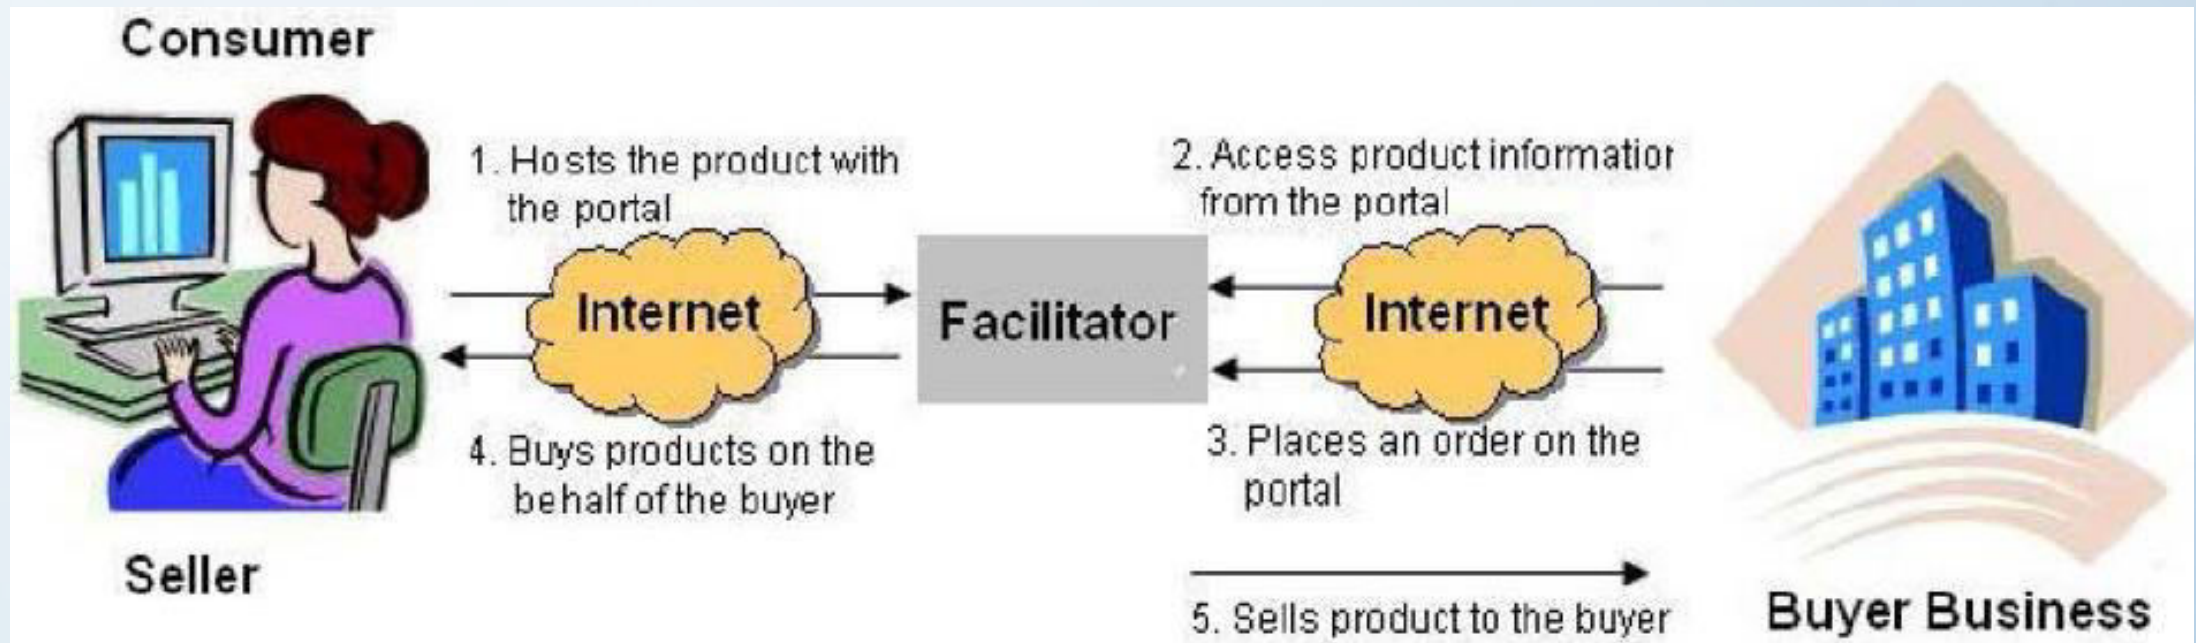 Consumer
1. Hosts the product with
the portal
2. Access product information
from the portal
Internet
Facilitator
Internet
4. Buys products on the
behalf of the buyer
3. Places an order on the
portal
Seller
5. Sells product to the buyer
Buyer Business